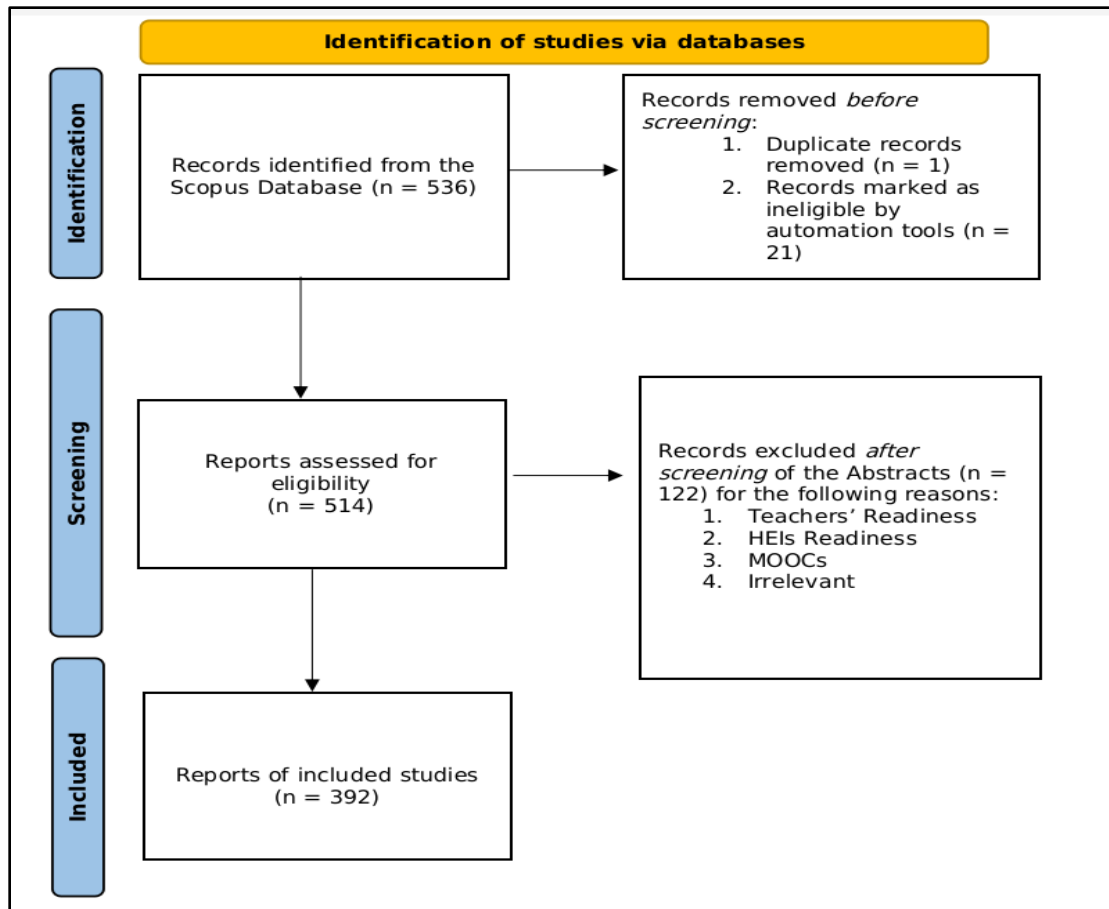 Identification of studies via databases
Identification
Records identified from the
Scopus Database (n = 536)
Records removed before
screening:
1. Duplicate records
removed (n = 1)
2. Records marked as
ineligible by
automation tools (n =
21)
Screening
Reports assessed for
eligibility
(n = 514)
Records excluded after
screening of the Abstracts (n =
122) for the following reasons:
1. Teachers’ Readiness
2. HEIs Readiness
3. MOOCs
4. Irrelevant
Included
Reports of included studies
(n = 392)